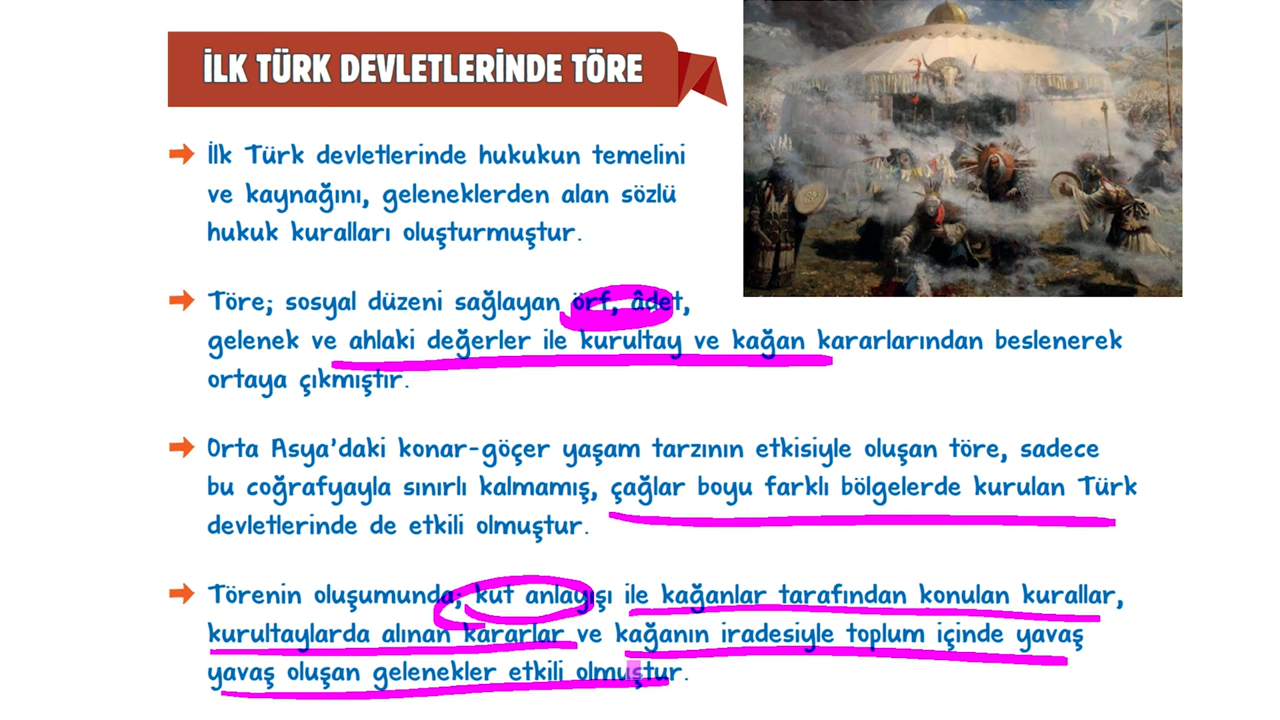 İLK TÜRK DEVLETLERİNDE TÖRE
İlk Türk devletlerinde hukukun temelini
ve kaynağını, geleneklerden alan sözlü
hukuk kuralları oluşturmuştur.
Töre; sosyal düzeni sağlayan örf, âdet,
gelenek ve ahlaki değerler ile kurultay ve kağan kararlarından beslenerek
ortaya çıkmıştır.
Orta Asya'daki konar-göçer yaşam tarzının etkisiyle oluşan töre, sadece
bu coğrafyayla sınırlı kalmamış, çağlar boyu farklı bölgelerde kurulan Türk
devletlerinde de etkili olmuştur.
Törenin oluşumunda; kut anlayışı ile kağanlar tarafından konulan kurallar,
kurultaylarda alınan kararlar ve kağanın iradesiyle toplum içinde yavaş
yavaş oluşan gelenekler etkili olmuştur.